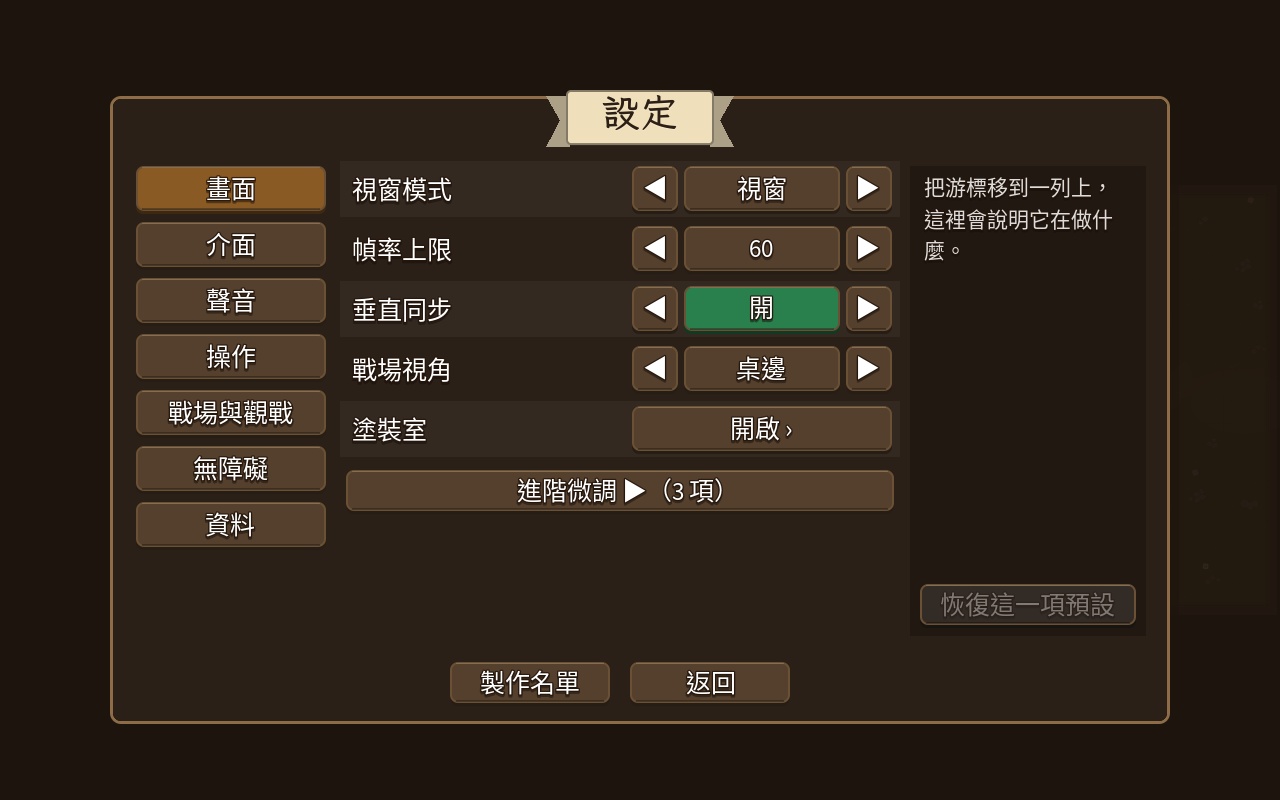 設定
畫面
介面
聲音
操作
戰場與觀戰
無障礙
資料
視窗模式
◀ 視窗 ▶
幀率上限
◀ 60 ▶
垂直同步
◀ 開 ▶
戰場視角
◀ 桌邊 ▶
塗裝室
開啟 ›
進階微調 ▶（3 項）
把游標移到一列上，
這裡會說明它在做什
麼。
恢復這一項預設
製作名單
返回